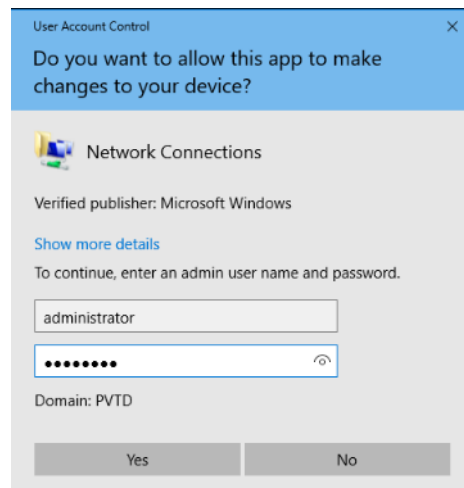 User Account Control
Do you want to allow this app to make
changes to your device?
Network Connections
Verified publisher: Microsoft Windows
Show more details
To continue, enter an admin user name and password.
administrator
••••••••
Domain: PVTD
Yes
No